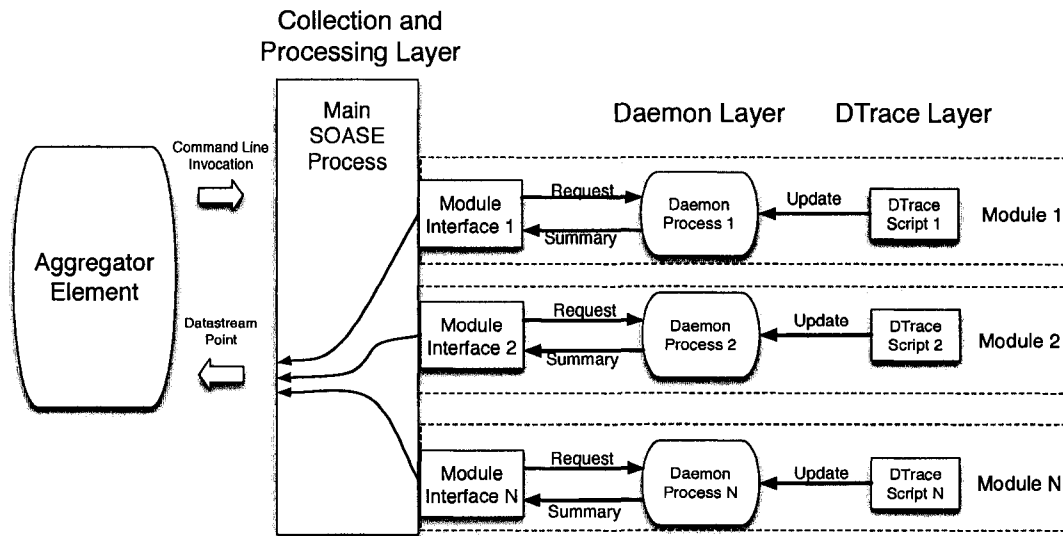 Collection and
Processing Layer
Main
SOASE
Process
Daemon Layer
DTrace Layer
Command Line
Invocation
Aggregator
Element
Datastream
Point
Module
Interface 1
Request
Summary
Daemon
Process 1
Update
DTrace
Script 1
Module 1
Module
Interface 2
Request
Summary
Daemon
Process 2
Update
DTrace
Script 2
Module 2
Module
Interface N
Request
Summary
Daemon
Process N
Update
DTrace
Script N
Module N